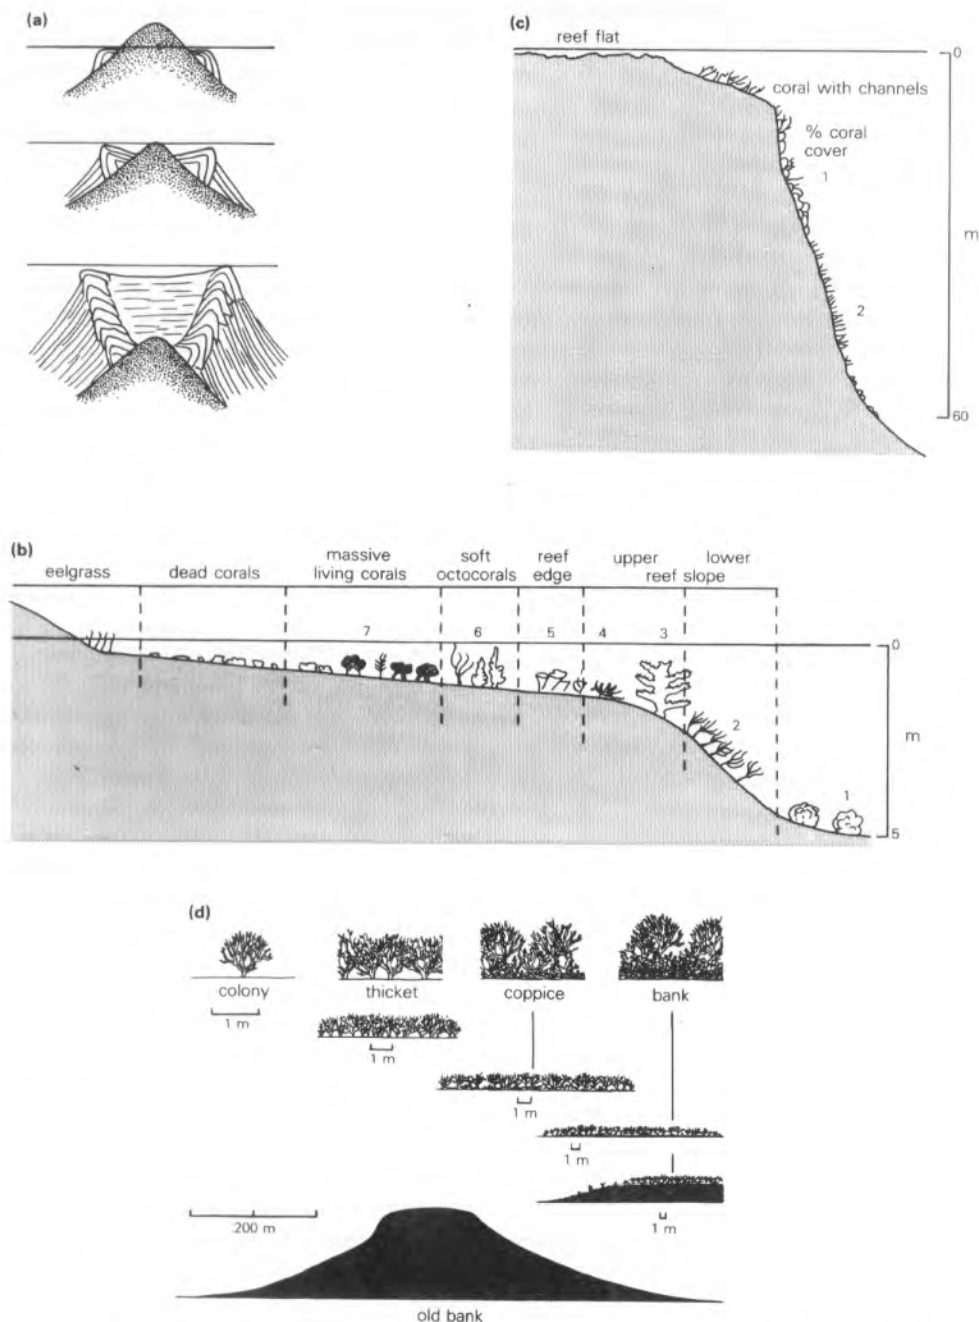 (a)
(c)
reef flat
0
coral with channels
% coral
cover
1
m
2
60
(b)
eelgrass
dead corals
massive
living corals
soft
octocorals
reef
edge
upper
lower
reef slope
7
6
5
4
3
0
2
m
1
5
(d)
colony
thicket
coppice
bank
1 m
1 m
1 m
1 m
1 m
200 m
old bank